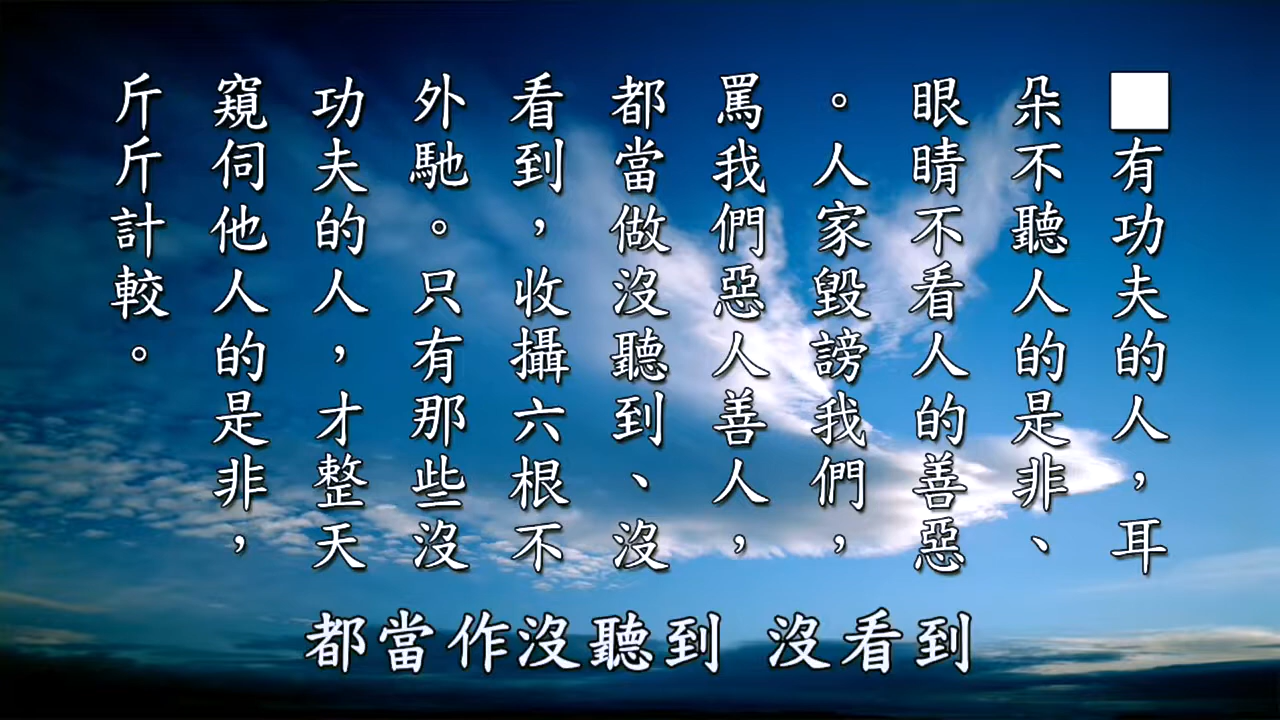 ■有功夫的人，耳
朵不聽人的是非、
眼睛不看人的善惡
。人家毀謗我們，
罵我們惡人善人，
都當做沒聽到、沒
看到，收攝六根不
外馳。只有那些沒
功夫的人，才整天
窺伺他人的是非，
斤斤計較。
都當作沒聽到 沒看到